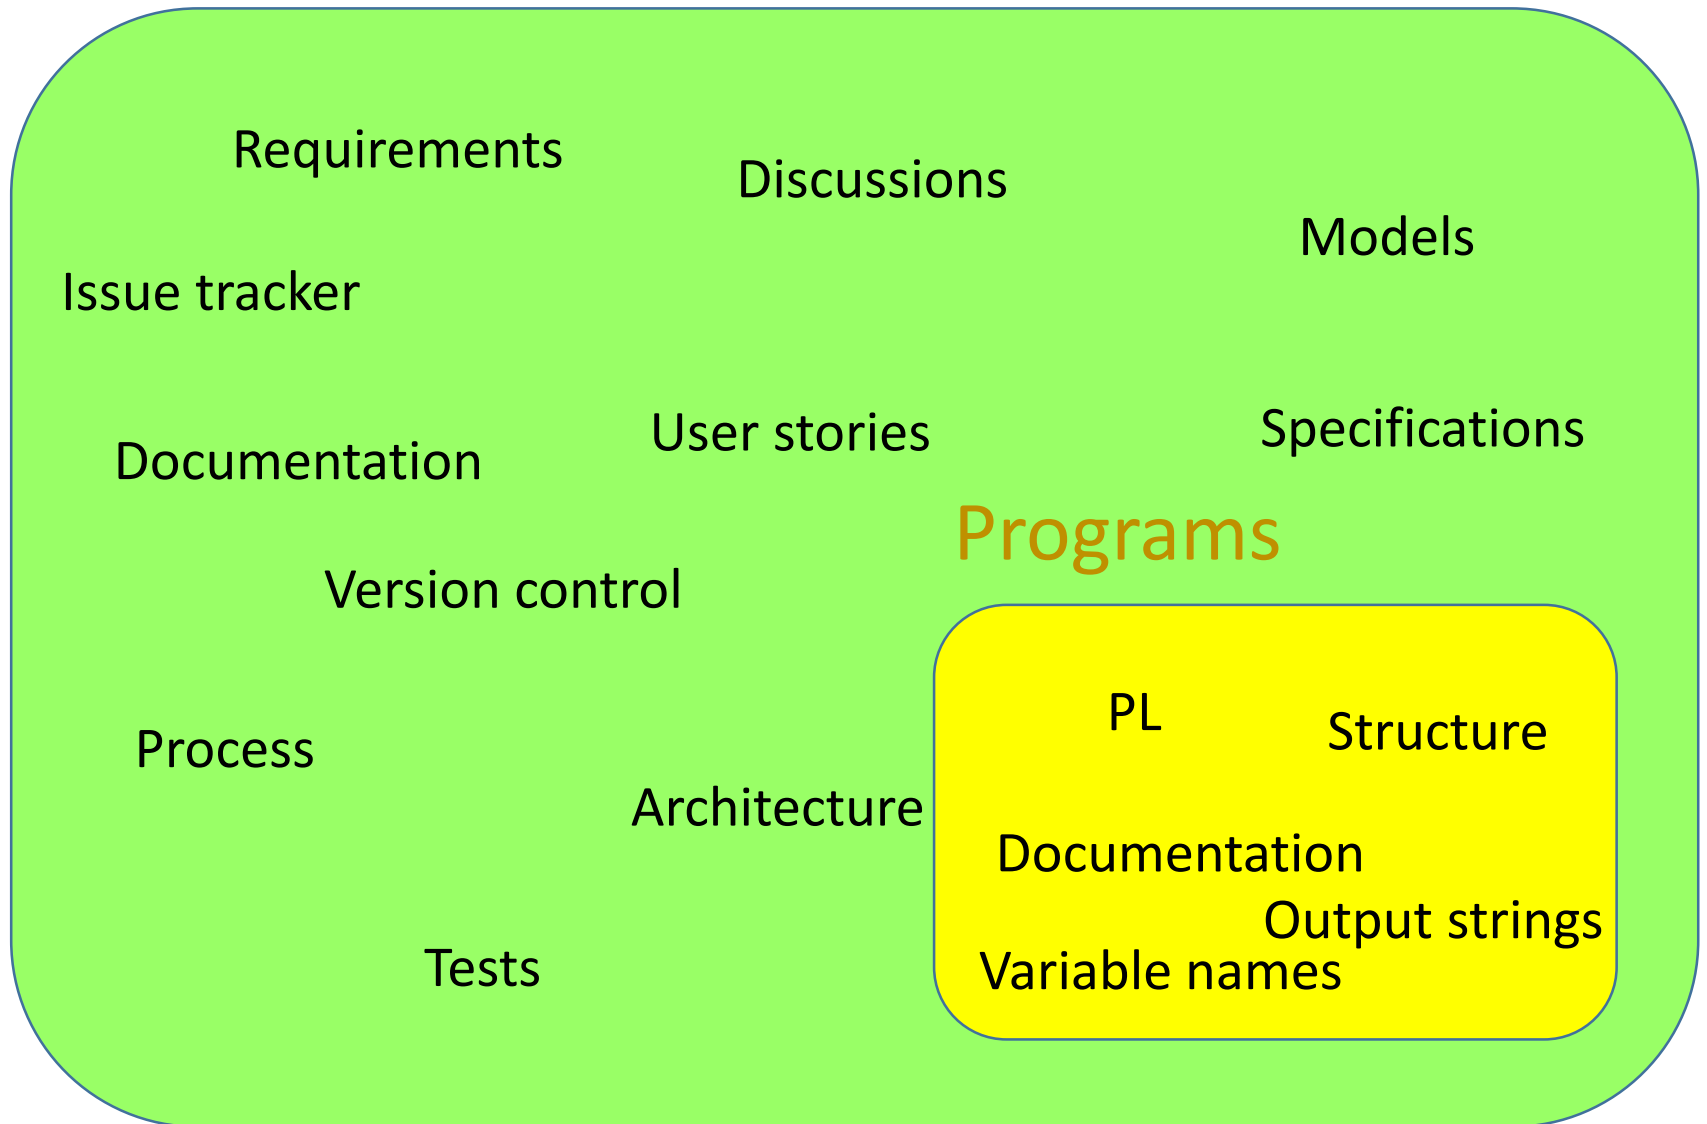 Requirements
Discussions
Models
Issue tracker
User stories
Specifications
Documentation
Programs
Version control
PL
Structure
Process
Architecture
Documentation
Output strings
Tests
Variable names